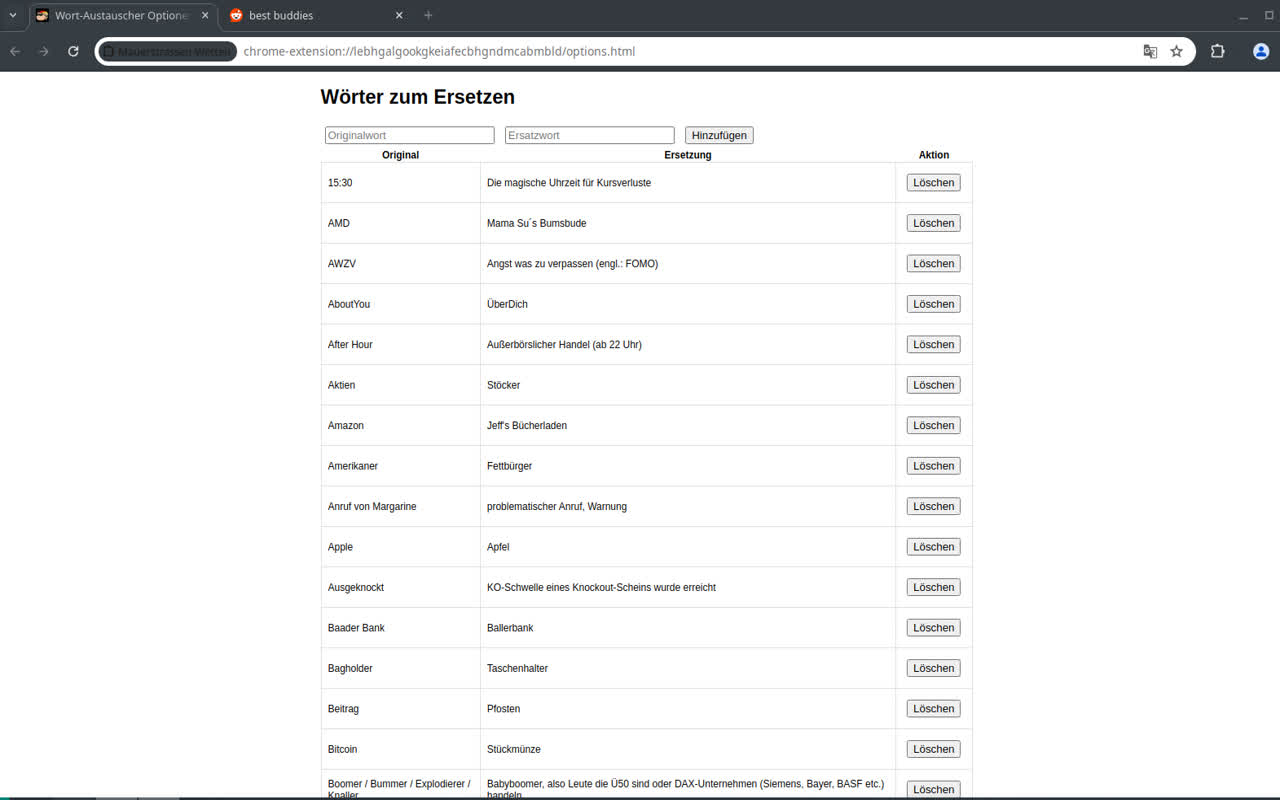 Wort-Austauscher Optione
best buddies
Mauerstrassen Wetten
chrome-extension://lebhgalgookgkeiafecbhgndmcabmbld/options.html
Wörter zum Ersetzen
Originalwort Ersatzwort Hinzufügen
Original Ersetzung Aktion
15:30 Die magische Uhrzeit für Kursverluste Löschen
AMD Mama Su´s Bumsbude Löschen
AWZV Angst was zu verpassen (engl.: FOMO) Löschen
AboutYou ÜberDich Löschen
After Hour Außerbörslicher Handel (ab 22 Uhr) Löschen
Aktien Stöcker Löschen
Amazon Jeff's Bücherladen Löschen
Amerikaner Fettbürger Löschen
Anruf von Margarine problematischer Anruf, Warnung Löschen
Apple Apfel Löschen
Ausgeknockt KO-Schwelle eines Knockout-Scheins wurde erreicht Löschen
Baader Bank Ballerbank Löschen
Bagholder Taschenhalter Löschen
Beitrag Pfosten Löschen
Bitcoin Stückmünze Löschen
Boomer / Bummer / Explodierer / Babyboomer, also Leute die Ü50 sind oder DAX-Unternehmen (Siemens, Bayer, BASF etc.) Löschen
Knaller handeln